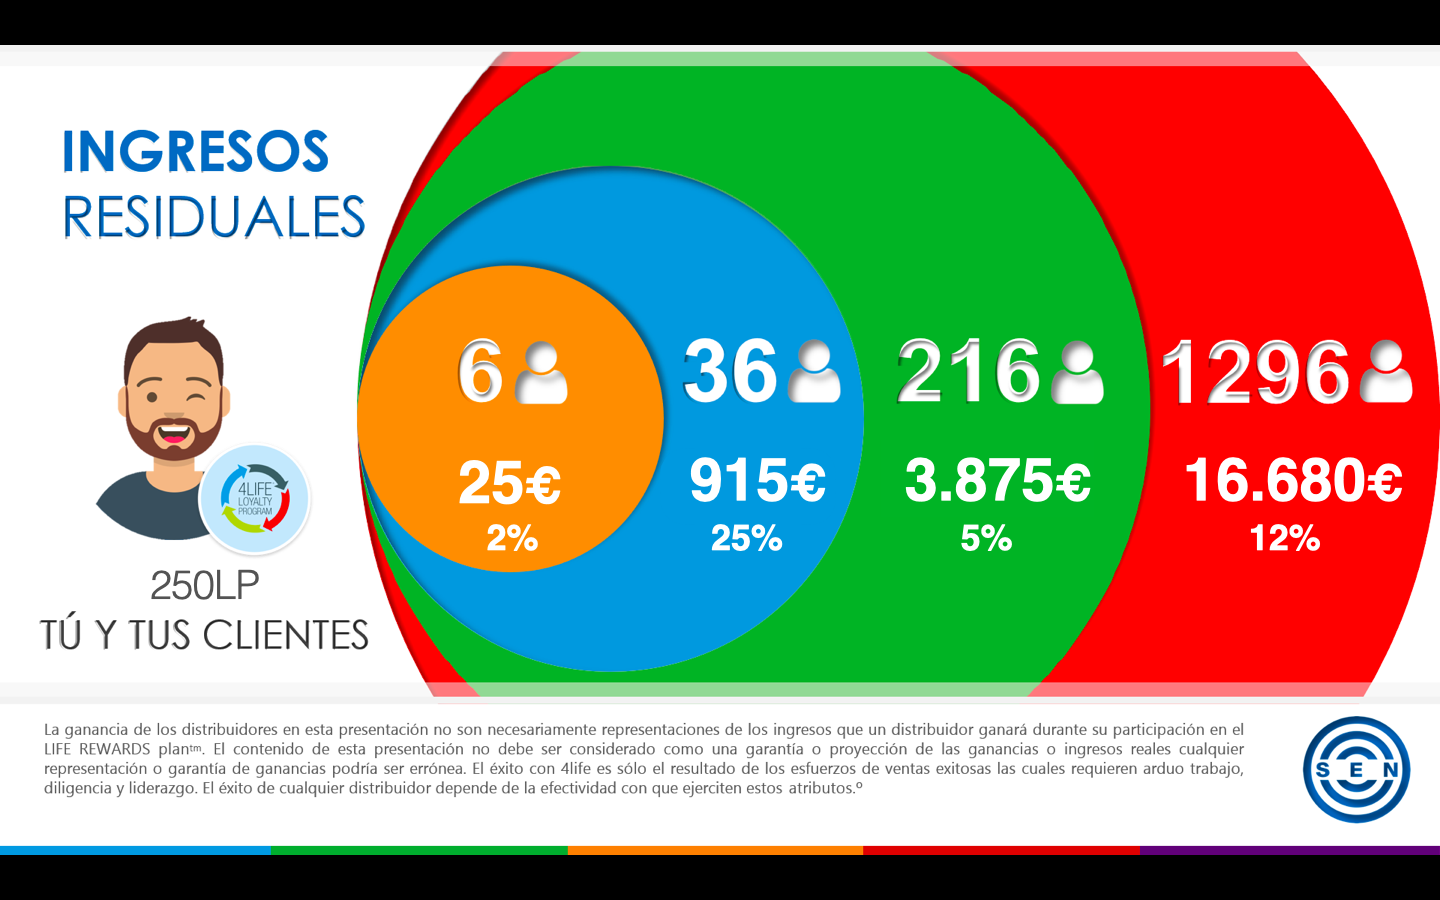 INGRESOS
RESIDUALES
6
36
216
1296
25€
915€
3.875€
16.680€
2%
25%
5%
12%
4LIFE
LOYALTY
PROGRAM
250LP
TÚ Y TUS CLIENTES
La ganancia de los distribuidores en esta presentación no son necesariamente representaciones de los ingresos que un distribuidor ganará durante su participación en el
LIFE REWARDS plan™. El contenido de esta presentación no debe ser considerado como una garantía o proyección de las ganancias o ingresos reales cualquier
representación o garantía de ganancias podría ser errónea. El éxito con 4life es sólo el resultado de los esfuerzos de ventas exitosas las cuales requieren arduo trabajo,
diligencia y liderazgo. El éxito de cualquier distribuidor depende de la efectividad con que ejerciten estos atributos.º
SEN